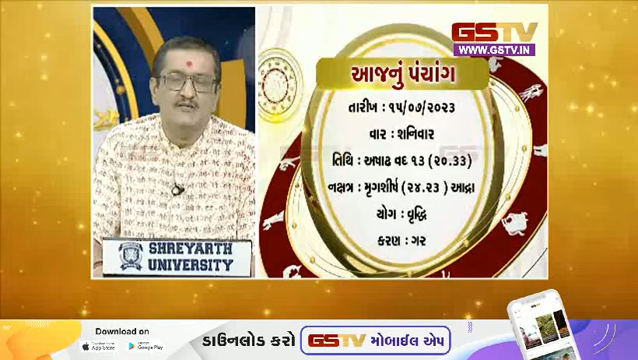 GSTV
WWW.GSTV.IN
આજનું પંચાંગ
તારીખ : ૧૫/૦૭/૨૦૨૩
વાર : શનિવાર
તિથિ : અષાઢ વદ ૧૩ (૨૦.૩૩)
નક્ષત્ર : મૃગશીર્ષ (૨૪.૨૩) આદ્રા
યોગ : વૃદ્ધિ
કરણ : ગર
SHREYARTH
UNIVERSITY
Download on
App Store
Google Play
ડાઉનલોડ કરો GSTV મોબાઈલ એપ